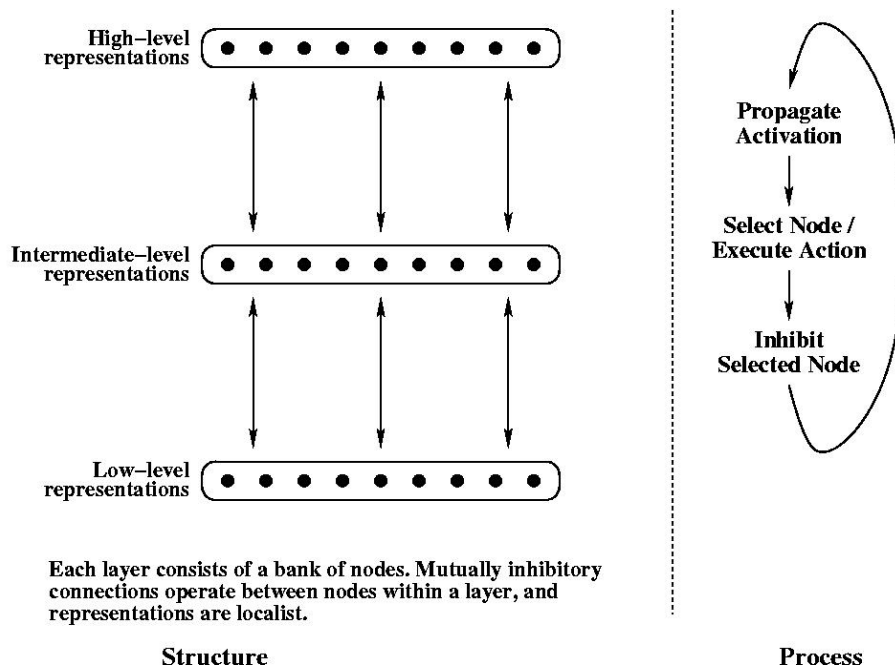 High–level
representations
Intermediate–level
representations
Low–level
representations
Each layer consists of a bank of nodes. Mutually inhibitory
connections operate between nodes within a layer, and
representations are localist.
Structure
Propagate
Activation
Select Node /
Execute Action
Inhibit
Selected Node
Process